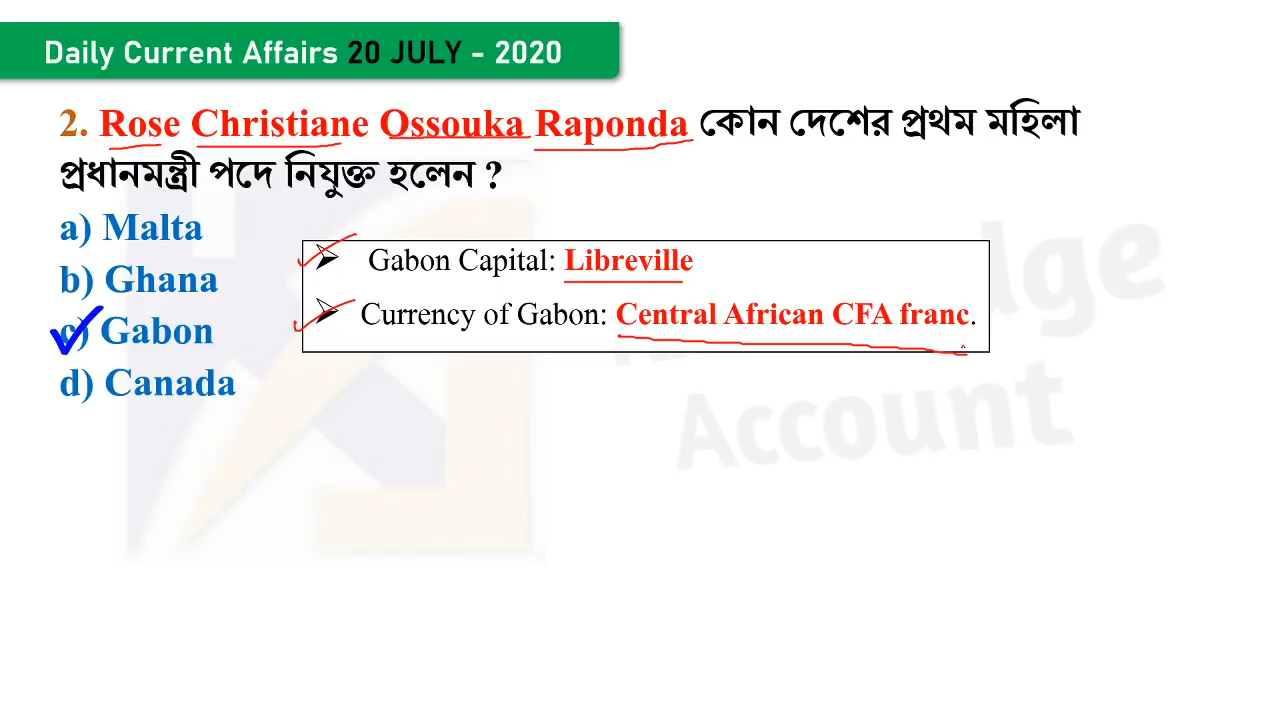 Daily Current Affairs 20 JULY - 2020
2. Rose Christiane Ossouka Raponda কোন দেশের প্রথম মহিলা
প্রধানমন্ত্রী পদে নিযুক্ত হলেন ?
a) Malta
b) Ghana
c) Gabon
d) Canada
➢ Gabon Capital: Libreville
➢ Currency of Gabon: Central African CFA franc.
Account